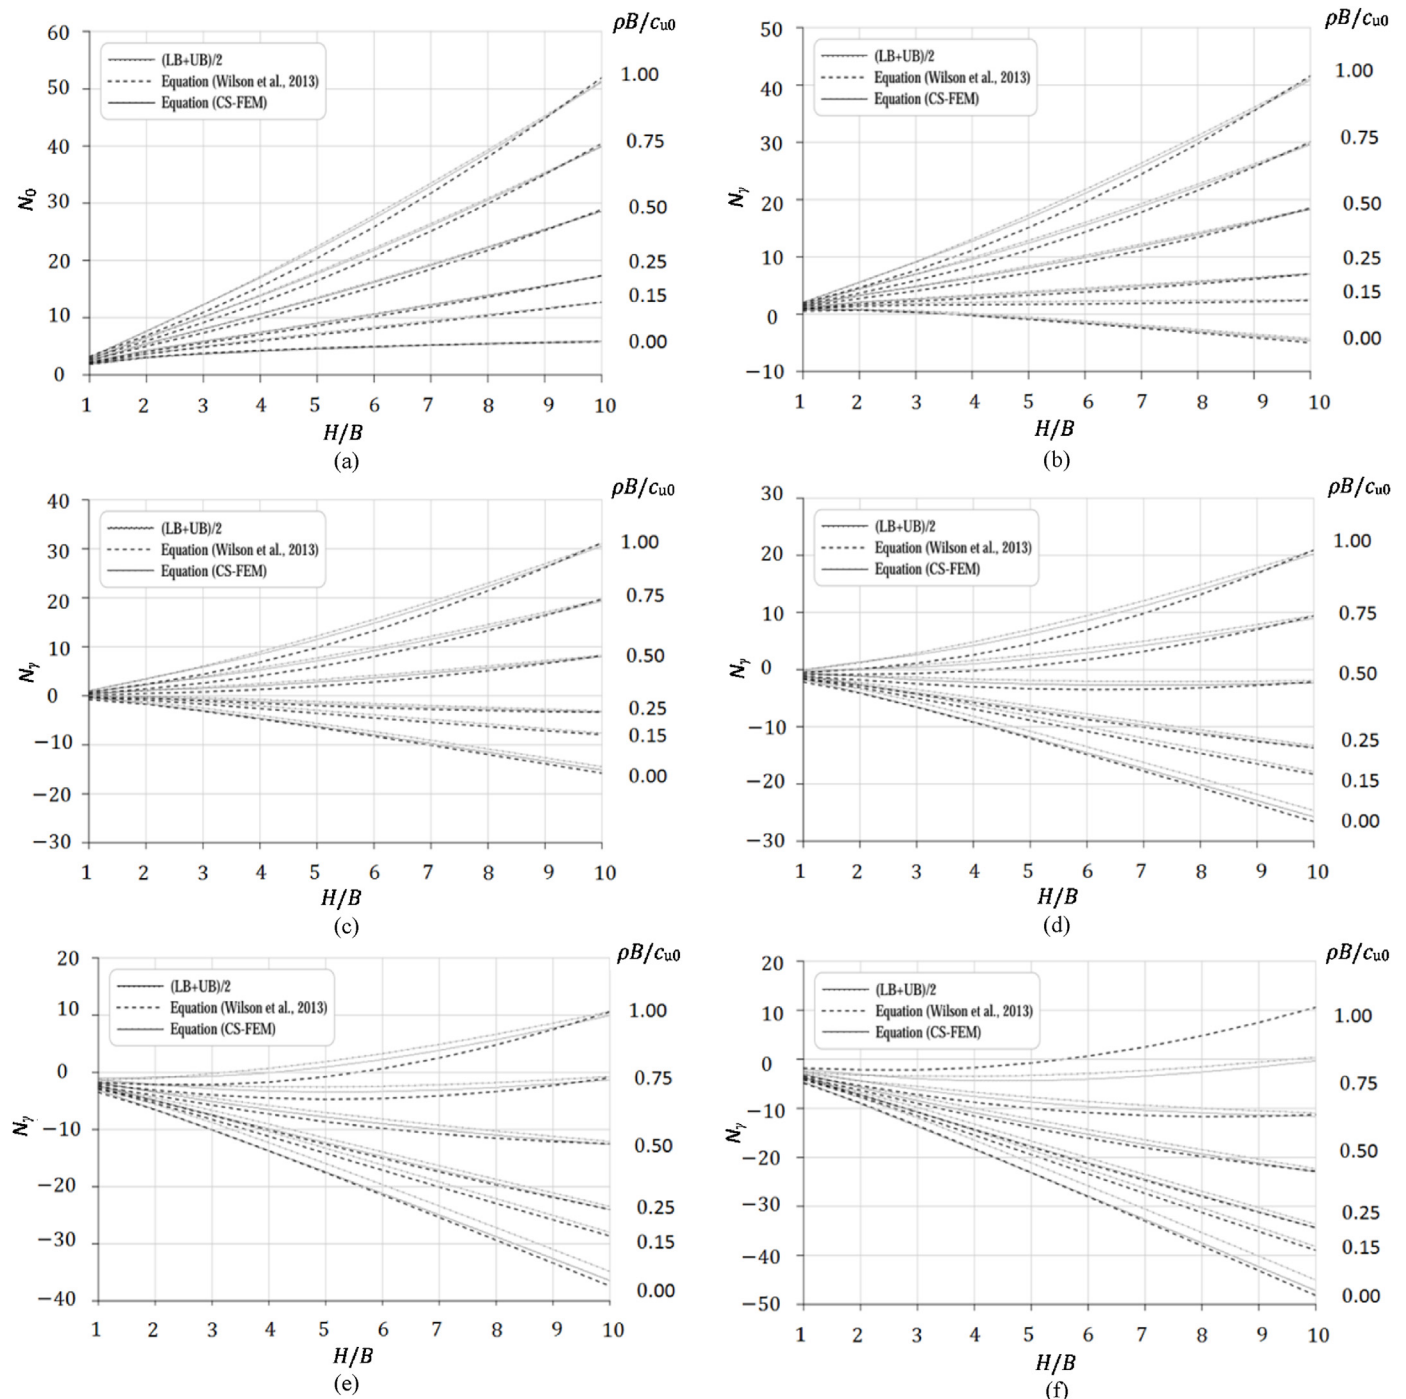 ρB/cu0
60
50
40
30
20
10
0
N0
(LB+UB)/2
Equation (Wilson et al., 2013)
Equation (CS-FEM)
1.00
0.75
0.50
0.25
0.15
0.00
1 2 3 4 5 6 7 8 9 10
H/B
(a)
ρB/cu0
50
40
30
20
10
0
−10
Nγ
(LB+UB)/2
Equation (Wilson et al., 2013)
Equation (CS-FEM)
1.00
0.75
0.50
0.25
0.15
0.00
1 2 3 4 5 6 7 8 9 10
H/B
(b)
ρB/cu0
40
30
20
10
0
−10
−20
−30
Nγ
(LB+UB)/2
Equation (Wilson et al., 2013)
Equation (CS-FEM)
1.00
0.75
0.50
0.25
0.15
0.00
1 2 3 4 5 6 7 8 9 10
H/B
(c)
ρB/cu0
30
20
10
0
−10
−20
−30
Nγ
(LB+UB)/2
Equation (Wilson et al., 2013)
Equation (CS-FEM)
1.00
0.75
0.50
0.25
0.15
0.00
1 2 3 4 5 6 7 8 9 10
H/B
(d)
ρB/cu0
20
10
0
−10
−20
−30
−40
Nγ
(LB+UB)/2
Equation (Wilson et al., 2013)
Equation (CS-FEM)
1.00
0.75
0.50
0.25
0.15
0.00
1 2 3 4 5 6 7 8 9 10
H/B
(e)
ρB/cu0
20
10
0
−10
−20
−30
−40
−50
Nγ
(LB+UB)/2
Equation (Wilson et al., 2013)
Equation (CS-FEM)
1.00
0.75
0.50
0.25
0.15
0.00
1 2 3 4 5 6 7 8 9 10
H/B
(f)